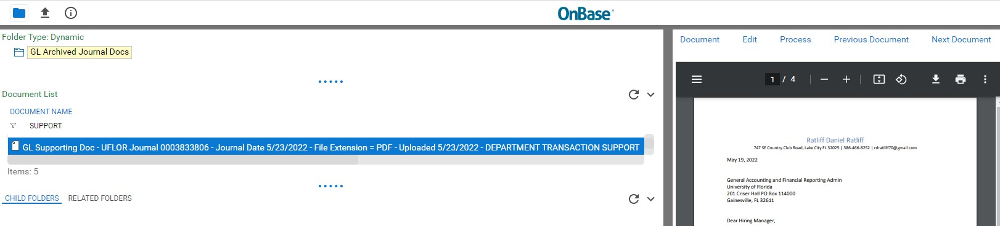 OnBase
Folder Type: Dynamic
GL Archived Journal Docs
Document List
DOCUMENT NAME
SUPPORT
GL Supporting Doc - UFLOR Journal 0003833806 - Journal Date 5/23/2022 - File Extension = PDF - Uploaded 5/23/2022 - DEPARTMENT TRANSACTION SUPPORT
Items: 5
CHILD FOLDERS RELATED FOLDERS
Document Edit Process Previous Document Next Document
1 / 4
Ratliff Daniel Ratliff
747 SE Country Club Road, Lake City FL 32025 | 386-466-8252 | rdratliff70@gmail.com
May 19, 2022
General Accounting and Financial Reporting Admin
University of Florida
201 Criser Hall PO Box 114000
Gainesville, FL 32611
Dear Hiring Manager,